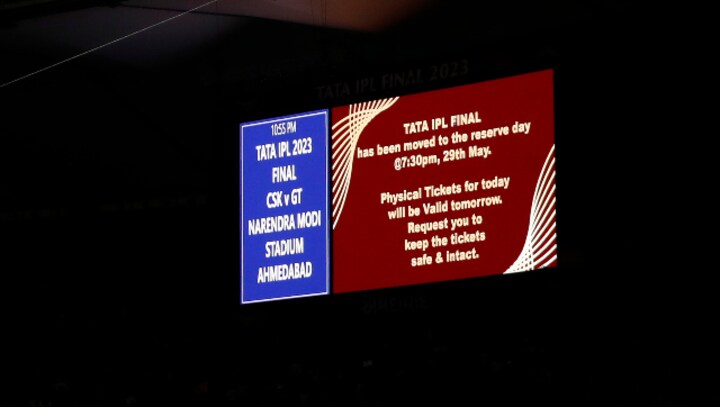 TATA IPL FINAL 2023
10:55 PM
TATA IPL 2023
FINAL
CSK v GT
NARENDRA MODI
STADIUM
AHMEDABAD
TATA IPL FINAL
has been moved to the reserve day
@7:30pm, 29th May.
Physical Tickets for today
will be Valid tomorrow.
Request you to
keep the tickets
safe & intact.